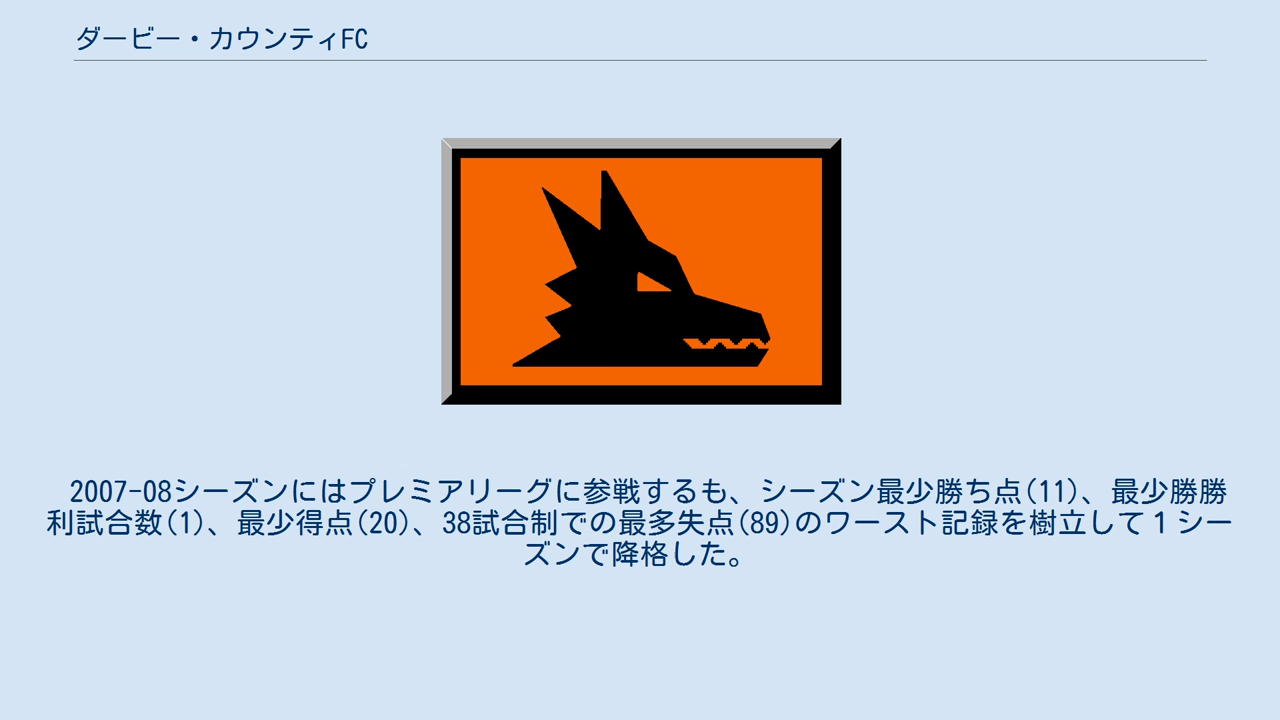 ダービー・カウンティFC
2007-08シーズンにはプレミアリーグに参戦するも、シーズン最少勝ち点(11)、最少勝勝
利試合数(1)、最少得点(20)、38試合制での最多失点(89)のワースト記録を樹立して１シー
ズンで降格した。